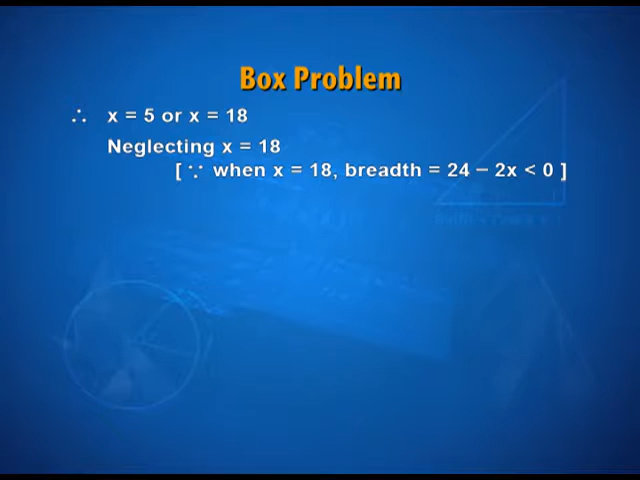 Box Problem
∴ x = 5 or x = 18
Neglecting x = 18
[ ∵ when x = 18, breadth = 24 − 2x < 0 ]